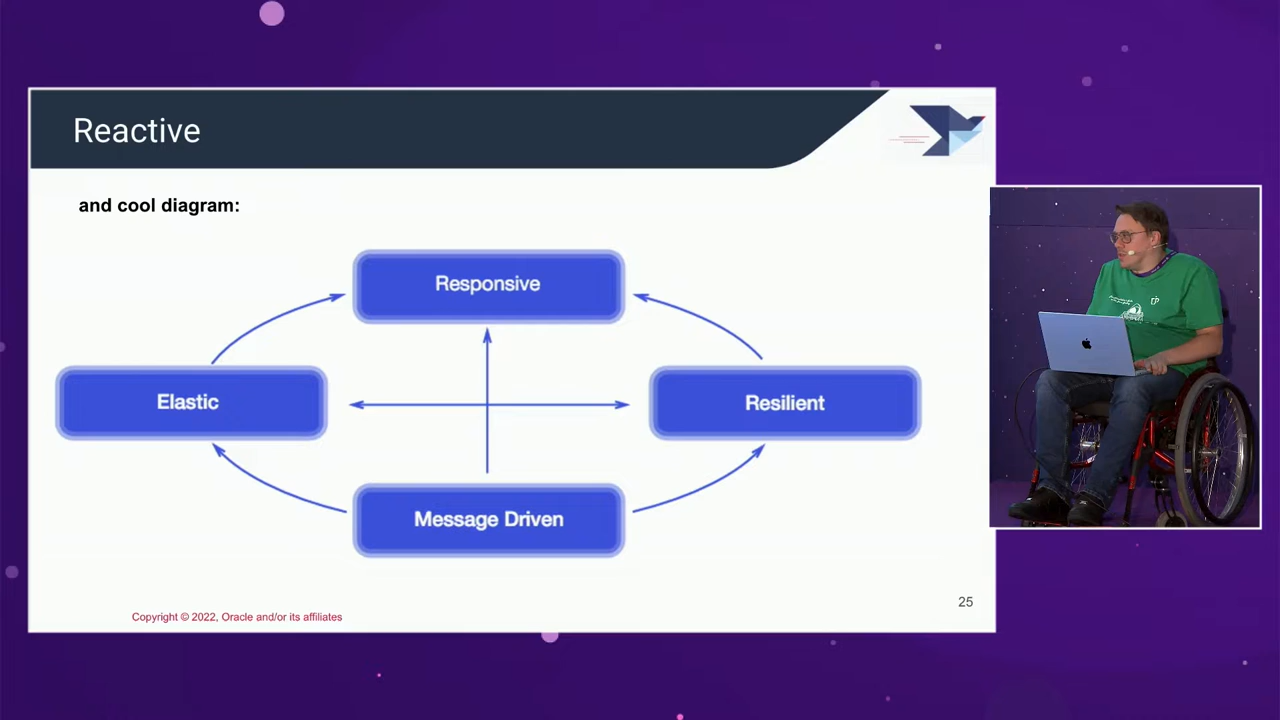 Reactive
and cool diagram:
Responsive
Elastic
Resilient
Message Driven
25
Copyright © 2022, Oracle and/or its affiliates